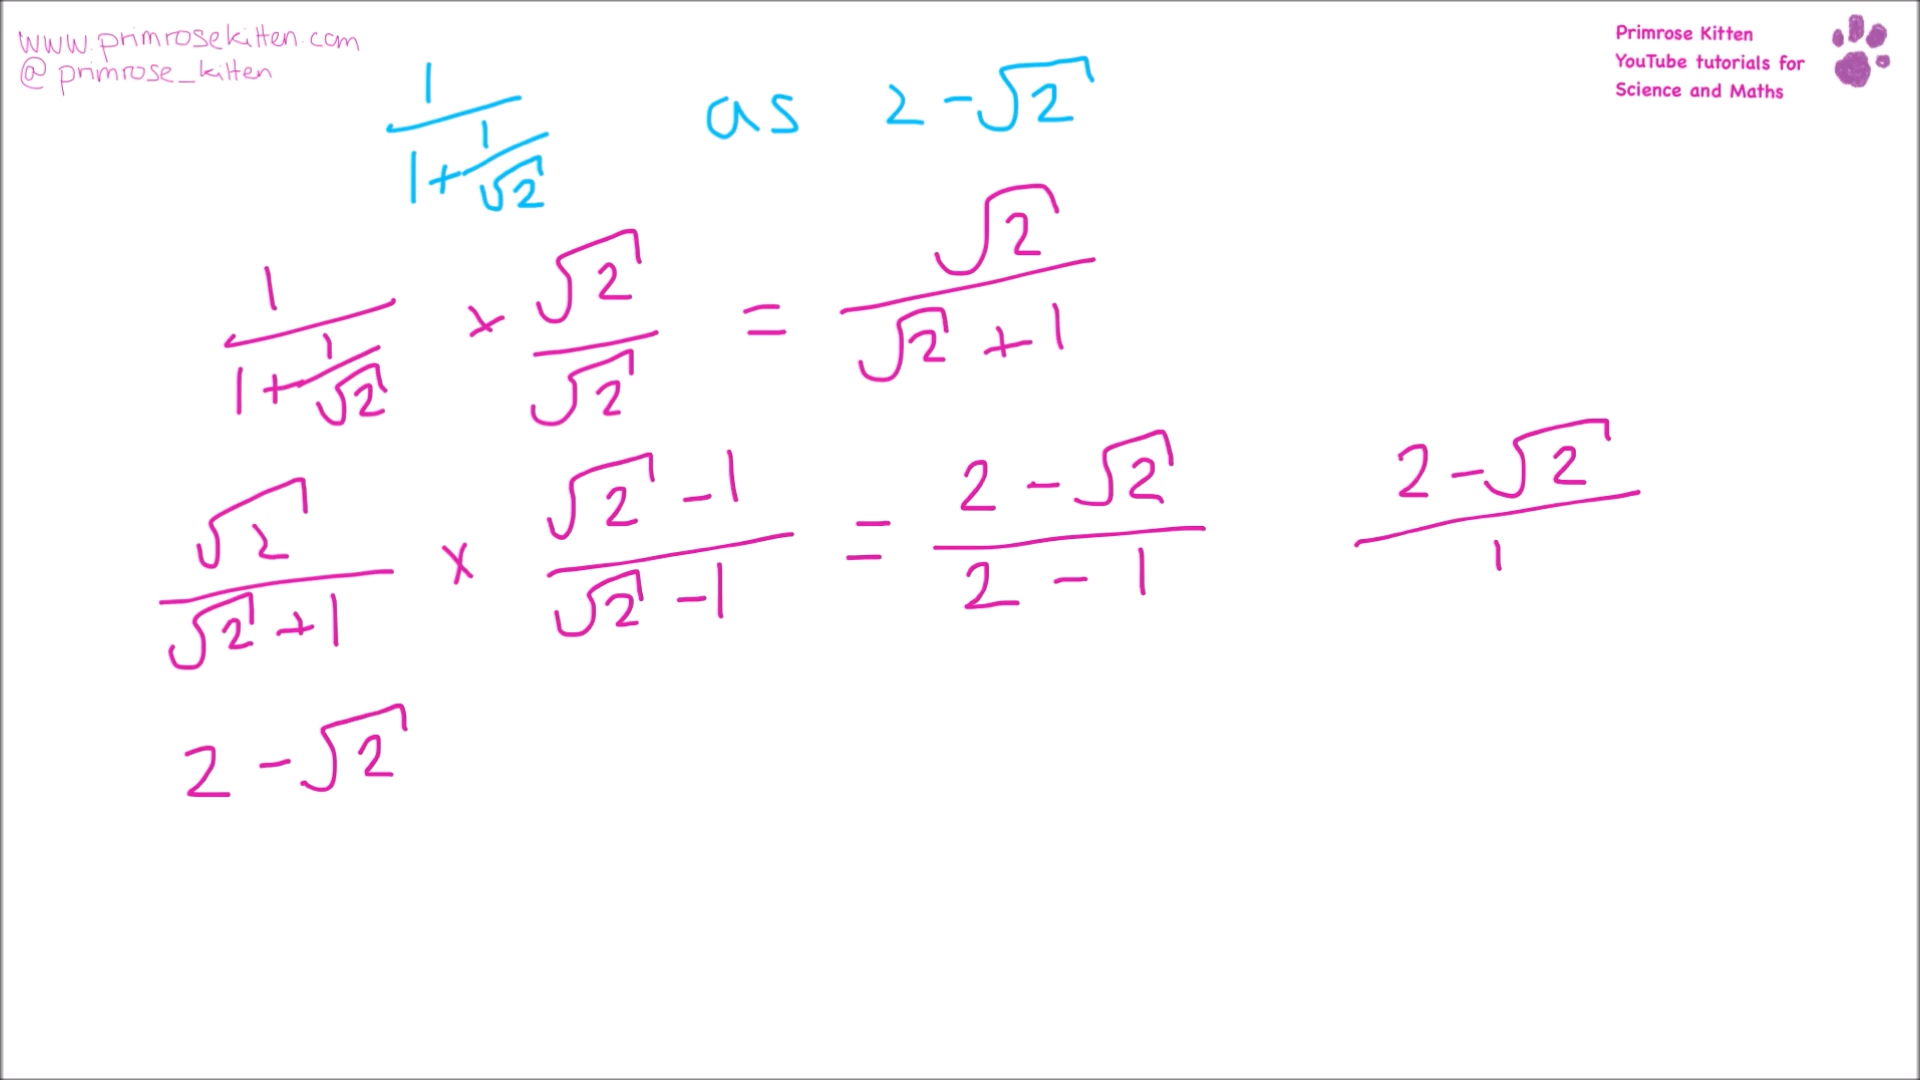 www.primrosekitten.com
@primrose_kitten
Primrose Kitten
YouTube tutorials for
Science and Maths
1/(1+1/√2) as 2-√2
1/(1+1/√2) × √2/√2 = √2/(√2+1)
√2/(√2+1) × (√2-1)/(√2-1) = (2-√2)/(2-1) (2-√2)/1
2-√2